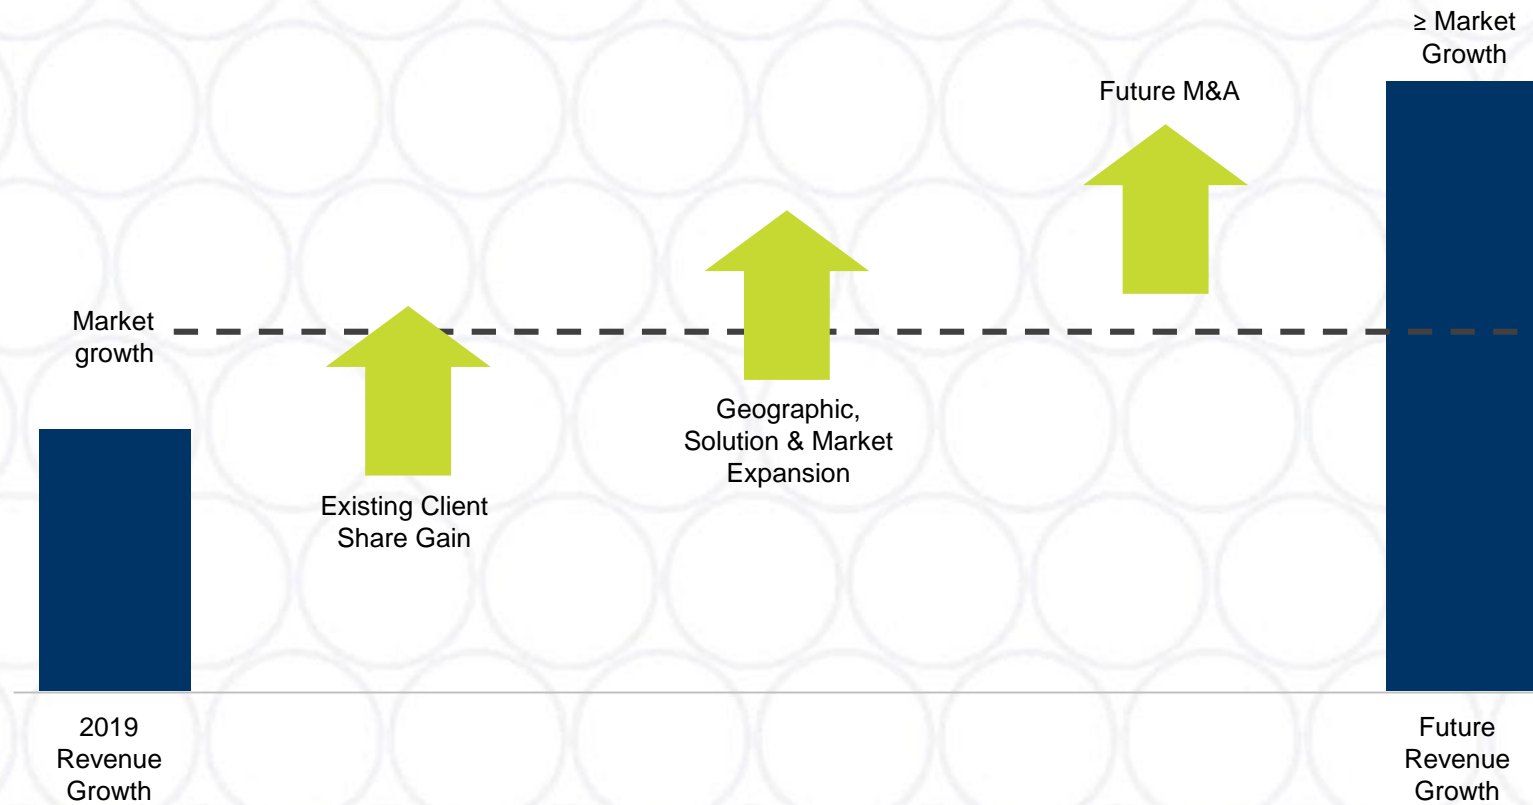 ≥ Market
Growth
Future M&A
Market
growth
Geographic,
Solution & Market
Expansion
Existing Client
Share Gain
2019
Revenue
Growth
Future
Revenue
Growth